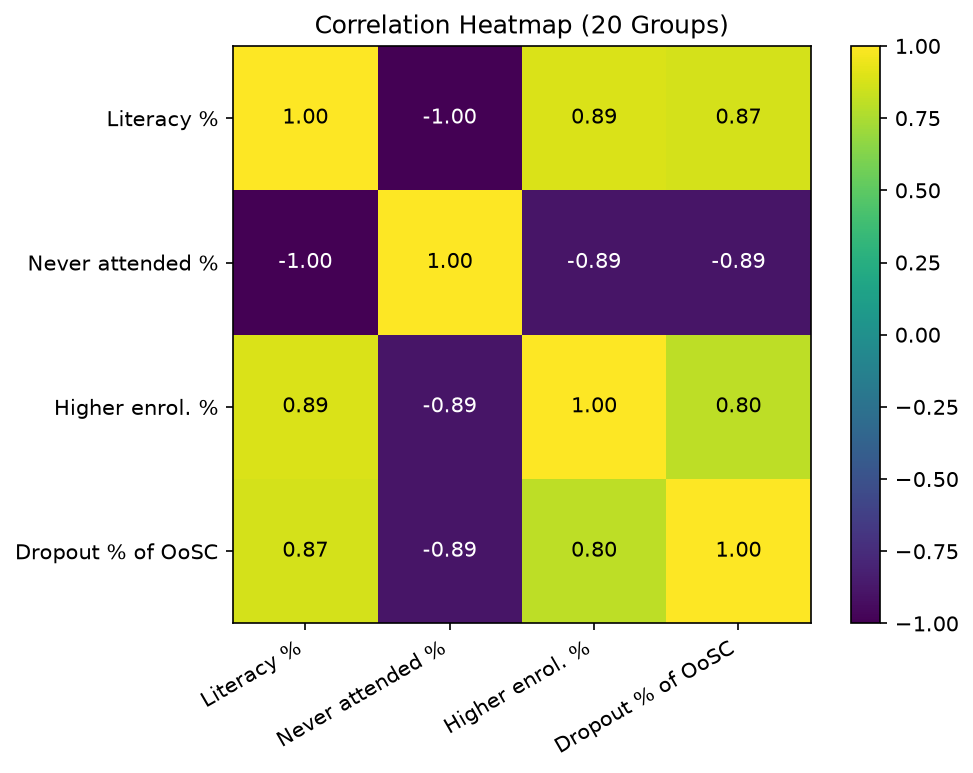 Correlation Heatmap (20 Groups)
Literacy % 1.00 -1.00 0.89 0.87
Never attended % -1.00 1.00 -0.89 -0.89
Higher enrol. % 0.89 -0.89 1.00 0.80
Dropout % of OoSC 0.87 -0.89 0.80 1.00
Literacy % Never attended % Higher enrol. % Dropout % of OoSC
1.00
0.75
0.50
0.25
0.00
−0.25
−0.50
−0.75
−1.00